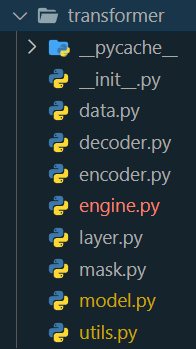 transformer
__pycache__
__init__.py
data.py
decoder.py
encoder.py
engine.py
layer.py
mask.py
model.py
utils.py